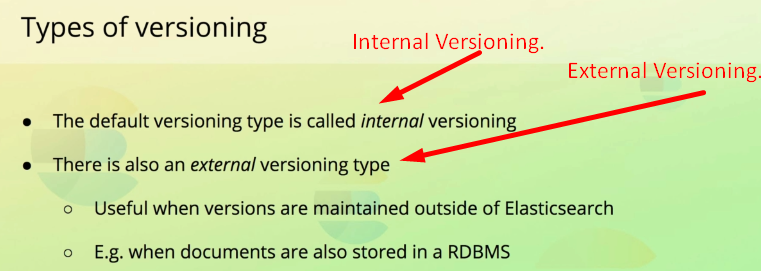 Types of versioning
Internal Versioning.
External Versioning.
● The default versioning type is called internal versioning
● There is also an external versioning type
○ Useful when versions are maintained outside of Elasticsearch
○ E.g. when documents are also stored in a RDBMS